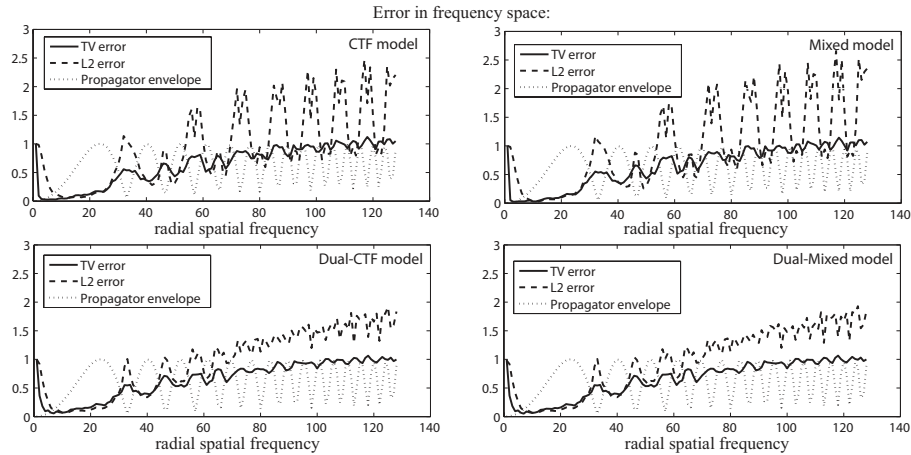 Error in frequency space:
CTF model
TV error
L2 error
Propagator envelope
3
2.5
2
1.5
1
0.5
0
0 20 40 60 80 100 120 140
radial spatial frequency
Mixed model
TV error
L2 error
Propagator envelope
3
2.5
2
1.5
1
0.5
0
0 20 40 60 80 100 120 140
radial spatial frequency
Dual-CTF model
TV error
L2 error
Propagator envelope
3
2.5
2
1.5
1
0.5
0
0 20 40 60 80 100 120 140
radial spatial frequency
Dual-Mixed model
TV error
L2 error
Propagator envelope
3
2.5
2
1.5
1
0.5
0
0 20 40 60 80 100 120 140
radial spatial frequency